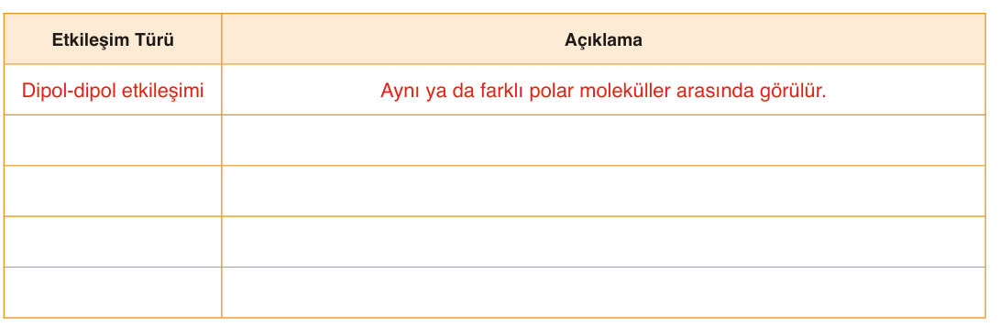 Etkileşim Türü
Açıklama
Dipol-dipol etkileşimi
Aynı ya da farklı polar moleküller arasında görülür.